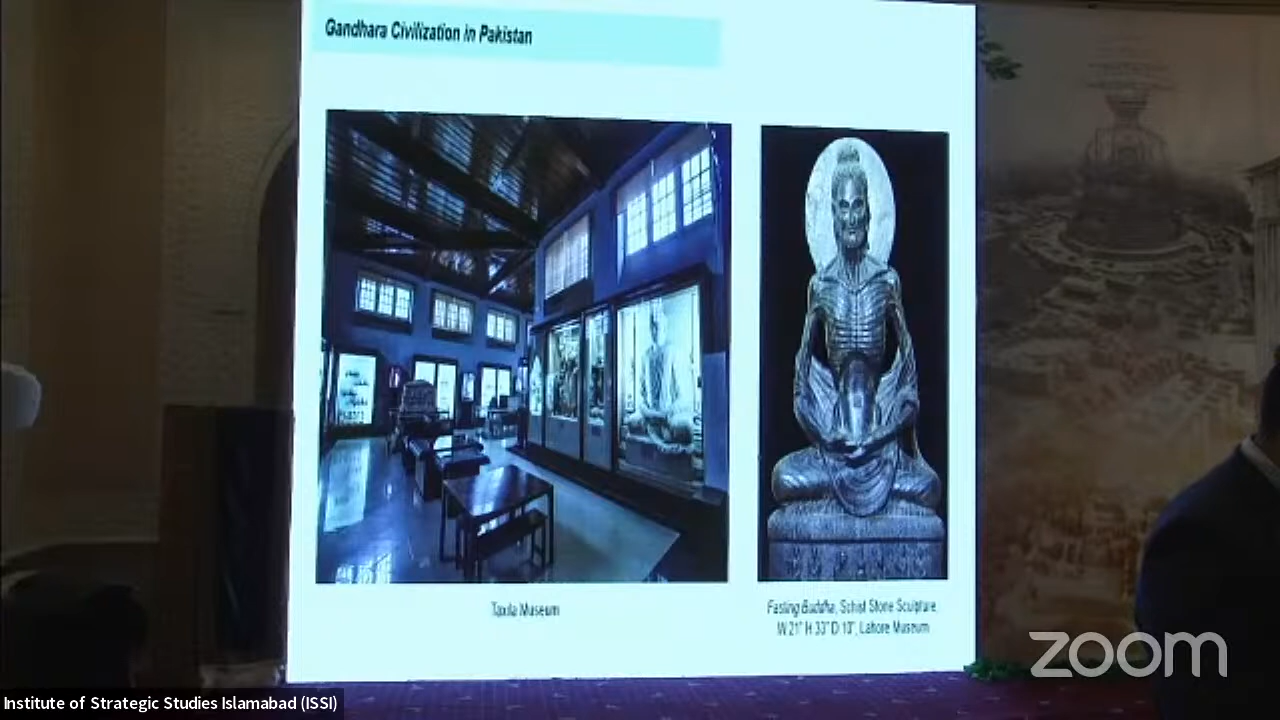 Gandhara Civilization in Pakistan
Taxila Museum
Fasting Buddha, Schist Stone Sculpture,
W 21" H 33" D 10", Lahore Museum
zoom
Institute of Strategic Studies Islamabad (ISSI)